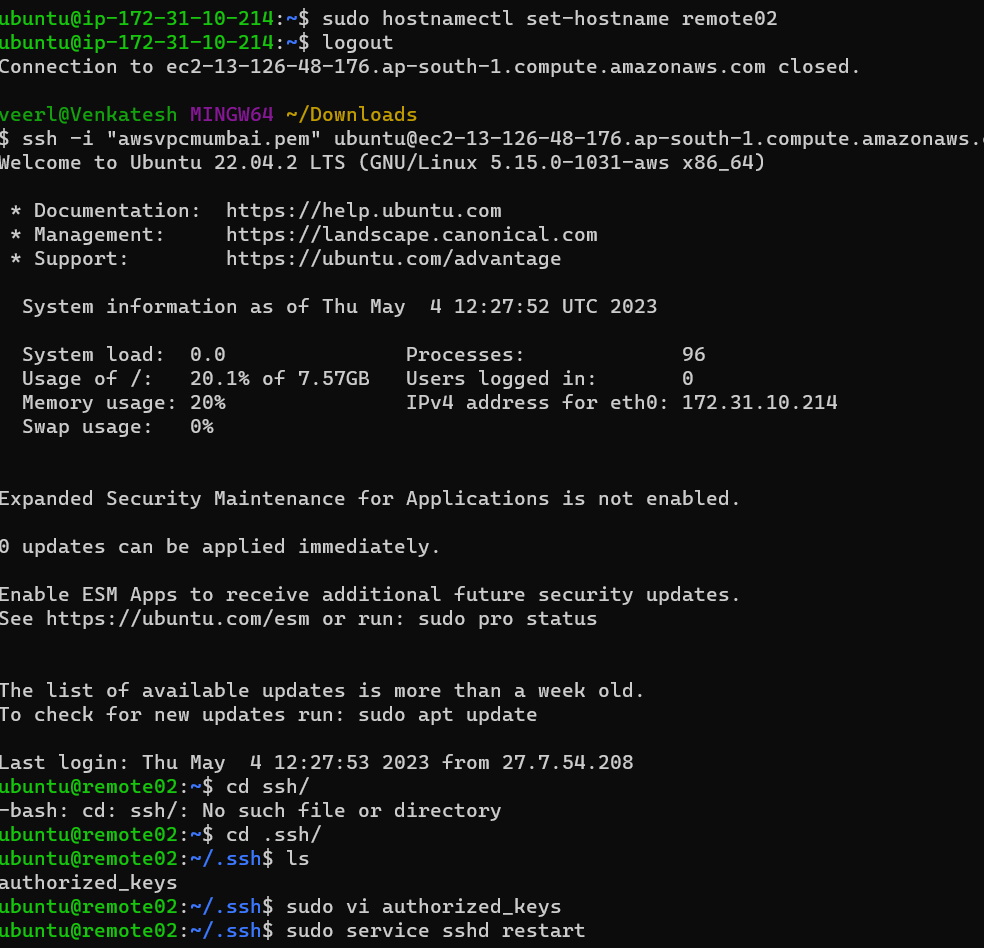 ubuntu@ip-172-31-10-214:~$ sudo hostnamectl set-hostname remote02
ubuntu@ip-172-31-10-214:~$ logout
Connection to ec2-13-126-48-176.ap-south-1.compute.amazonaws.com closed.
veerl@Venkatesh MINGW64 ~/Downloads
$ ssh -i "awsvpcmumbai.pem" ubuntu@ec2-13-126-48-176.ap-south-1.compute.amazonaws.
Welcome to Ubuntu 22.04.2 LTS (GNU/Linux 5.15.0-1031-aws x86_64)
* Documentation:  https://help.ubuntu.com
* Management:     https://landscape.canonical.com
* Support:        https://ubuntu.com/advantage
System information as of Thu May  4 12:27:52 UTC 2023
System load:  0.0               Processes:             96
Usage of /:   20.1% of 7.57GB   Users logged in:       0
Memory usage: 20%               IPv4 address for eth0: 172.31.10.214
Swap usage:   0%
Expanded Security Maintenance for Applications is not enabled.
0 updates can be applied immediately.
Enable ESM Apps to receive additional future security updates.
See https://ubuntu.com/esm or run: sudo pro status
The list of available updates is more than a week old.
To check for new updates run: sudo apt update
Last login: Thu May  4 12:27:53 2023 from 27.7.54.208
ubuntu@remote02:~$ cd ssh/
-bash: cd: ssh/: No such file or directory
ubuntu@remote02:~$ cd .ssh/
ubuntu@remote02:~/.ssh$ ls
authorized_keys
ubuntu@remote02:~/.ssh$ sudo vi authorized_keys
ubuntu@remote02:~/.ssh$ sudo service sshd restart